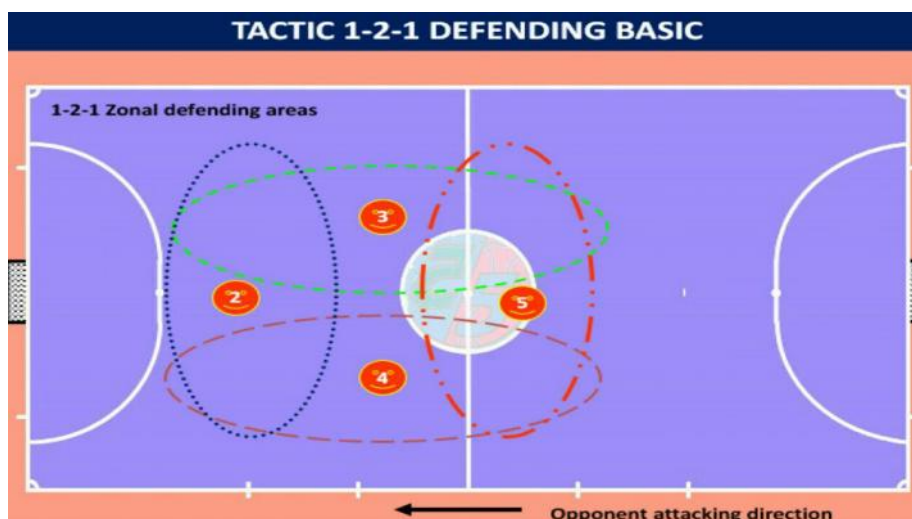 TACTIC 1-2-1 DEFENDING BASIC
1-2-1 Zonal defending areas
3
2
5
4
Opponent attacking direction